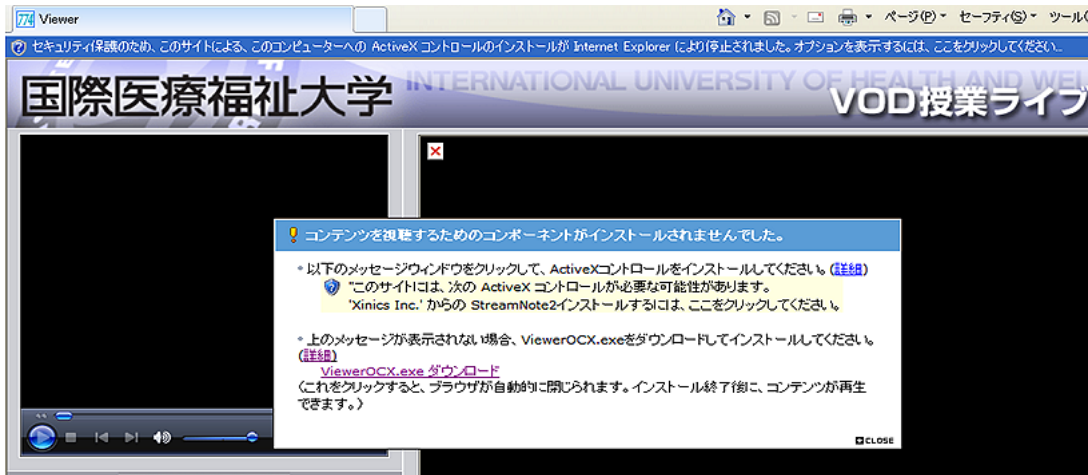 774 Viewer
ページ(P) セーフティ(S) ツール(
セキュリティ保護のため、このサイトによる、このコンピューターへの ActiveX コントロールのインストールが Internet Explorer により停止されました。オプションを表示するには、ここをクリックしてください...
国際医療福祉大学
INTERNATIONAL UNIVERSITY OF HEALTH AND WEL
VOD授業ライブ
コンテンツを視聴するためのコンポーネントがインストールされませんでした。
・以下のメッセージウィンドウをクリックして、ActiveXコントロールをインストールしてください。(詳細)
"このサイトには、次の ActiveX コントロールが必要な可能性があります。
'Xinics Inc.' からの StreamNote2インストールするには、ここをクリックしてください。
・上のメッセージが表示されない場合、ViewerOCX.exeをダウンロードしてインストールしてください。
(詳細)
ViewerOCX.exe ダウンロード
(これをクリックすると、ブラウザが自動的に閉じられます。インストール終了後に、コンテンツが再生
できます。)
CLOSE